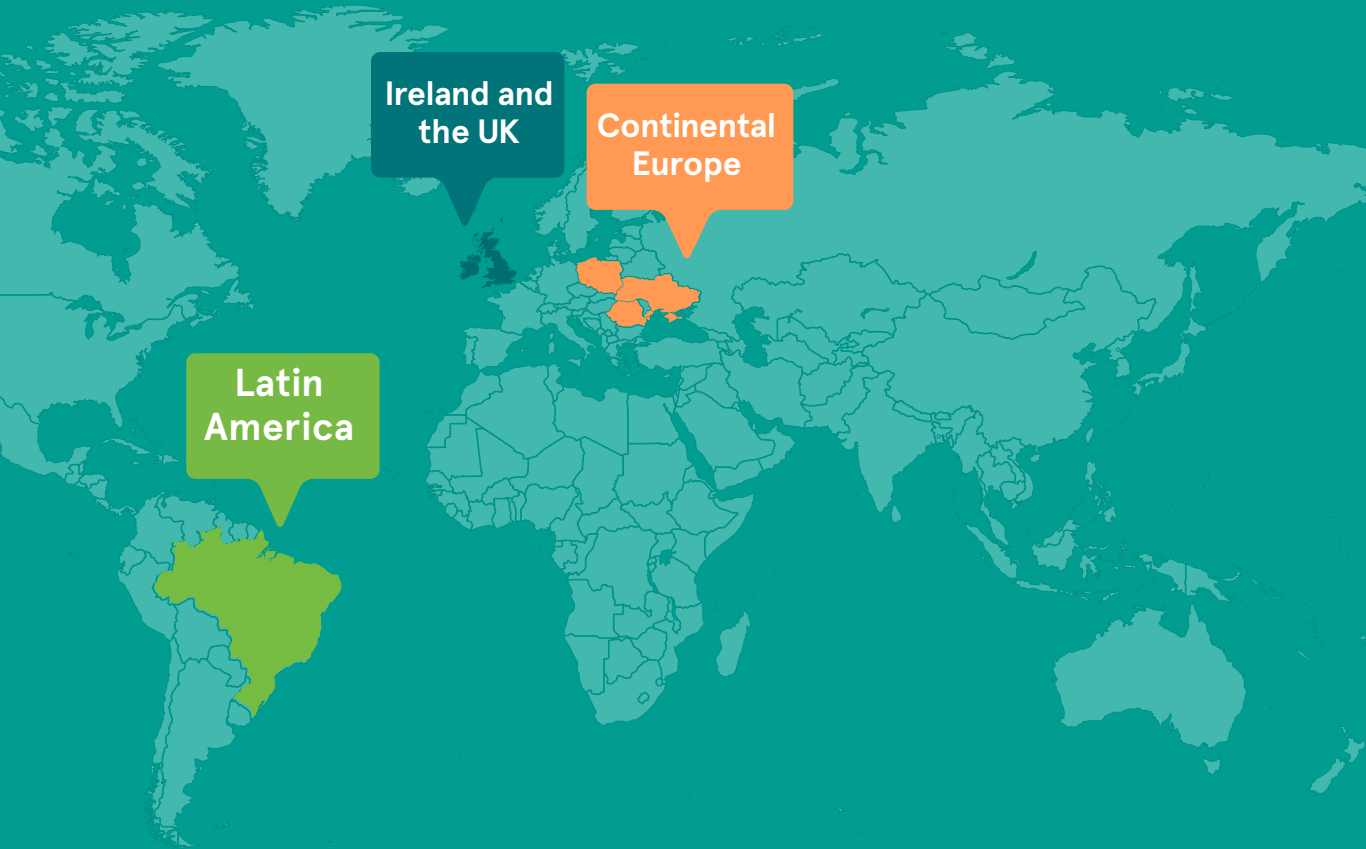 Ireland and
the UK
Continental
Europe
Latin
America